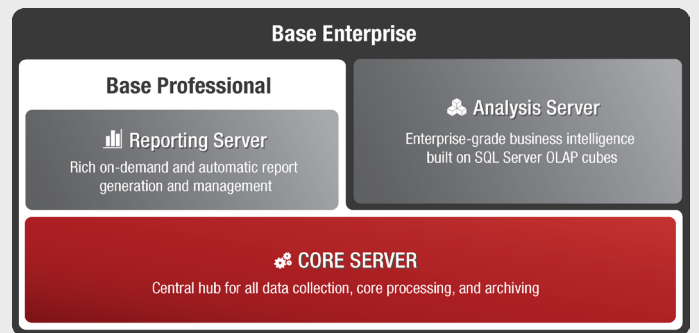 Base Enterprise
Base Professional
Reporting Server
Rich on-demand and automatic report
generation and management
Analysis Server
Enterprise-grade business intelligence
built on SQL Server OLAP cubes
CORE SERVER
Central hub for all data collection, core processing, and archiving